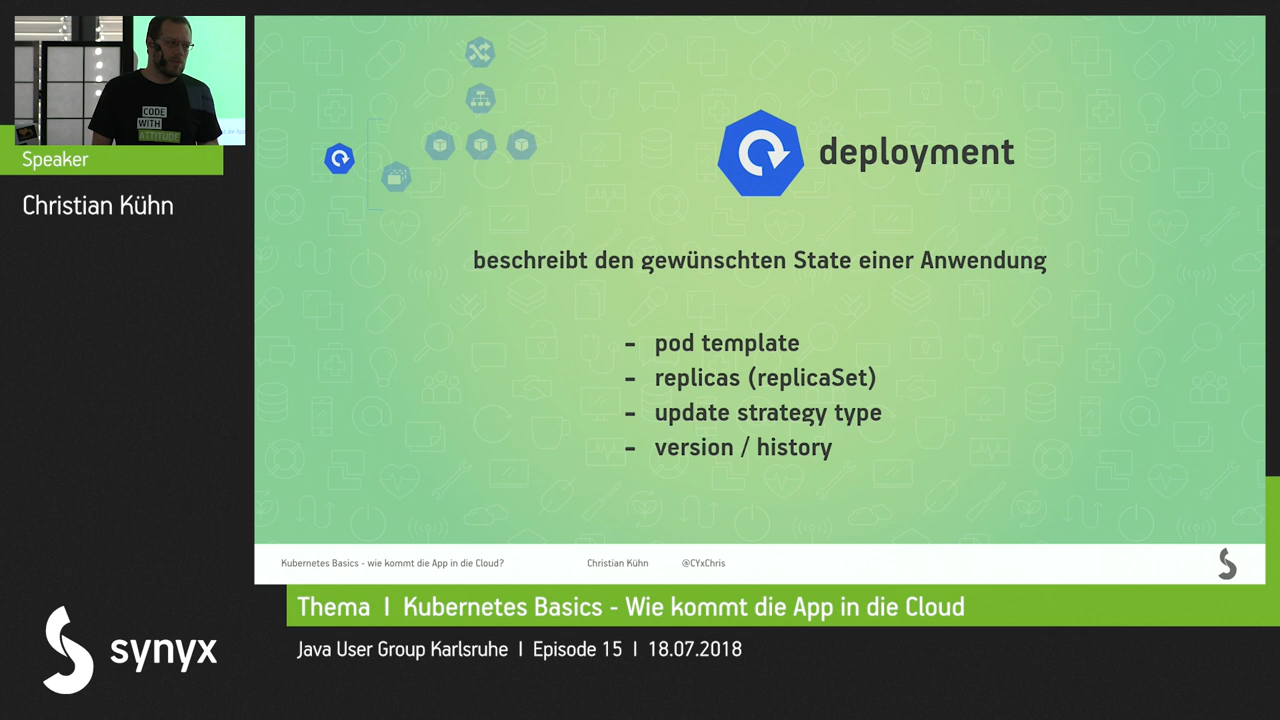 CODE
WITH
ATTITUDE
Speaker
Christian Kühn
deployment
beschreibt den gewünschten State einer Anwendung
- pod template
- replicas (replicaSet)
- update strategy type
- version / history
Kubernetes Basics - wie kommt die App in die Cloud?
Christian Kühn
@CYxChris
Thema | Kubernetes Basics - Wie kommt die App in die Cloud
Java User Group Karlsruhe | Episode 15 | 18.07.2018
synyx